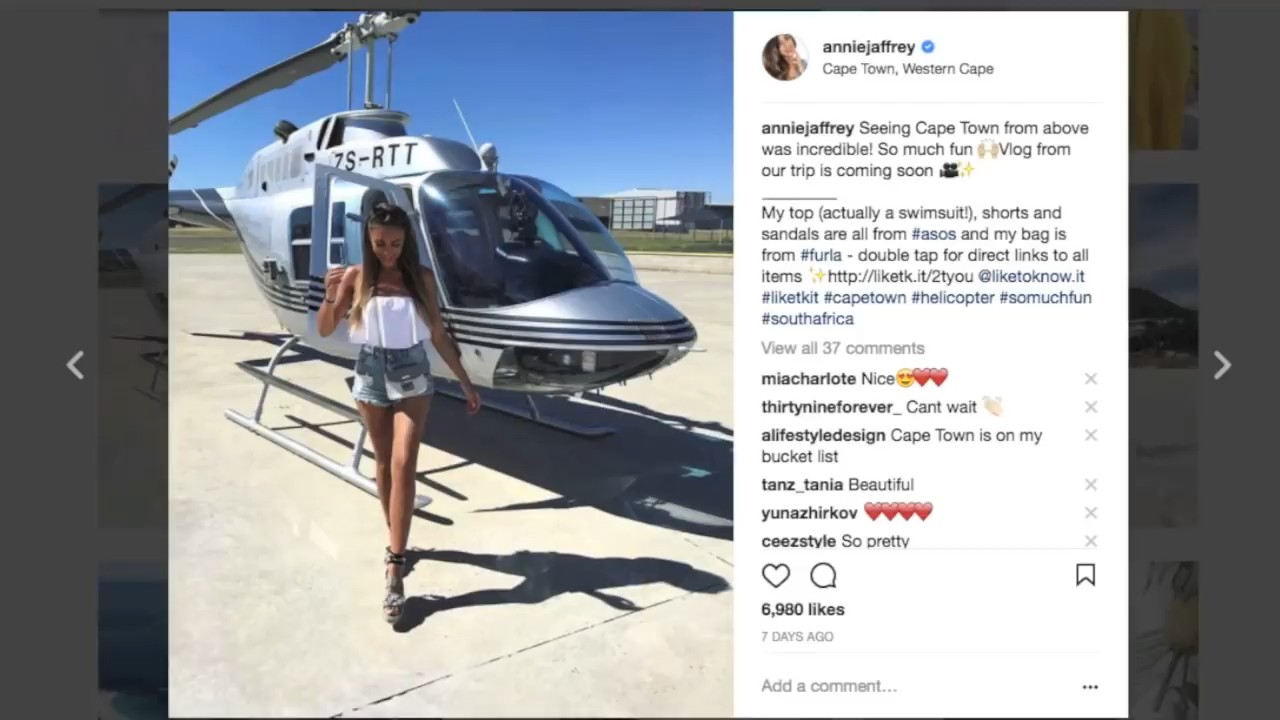 ZS-RTT
anniejaffrey
Cape Town, Western Cape
anniejaffrey Seeing Cape Town from above
was incredible! So much fun 🙌🏼Vlog from
our trip is coming soon 🎥✨
__________
My top (actually a swimsuit!), shorts and
sandals are all from #asos and my bag is
from #furla - double tap for direct links to all
items ✨http://liketk.it/2tyou @liketoknow.it
#liketkit #capetown #helicopter #somuchfun
#southafrica
View all 37 comments
miacharlote Nice😍❤️❤️
thirtynineforever_ Cant wait 👏🏻
alifestyledesign Cape Town is on my
bucket list
tanz_tania Beautiful
yunazhirkov ❤️❤️❤️❤️
ceezstyle So pretty
6,980 likes
7 DAYS AGO
Add a comment...